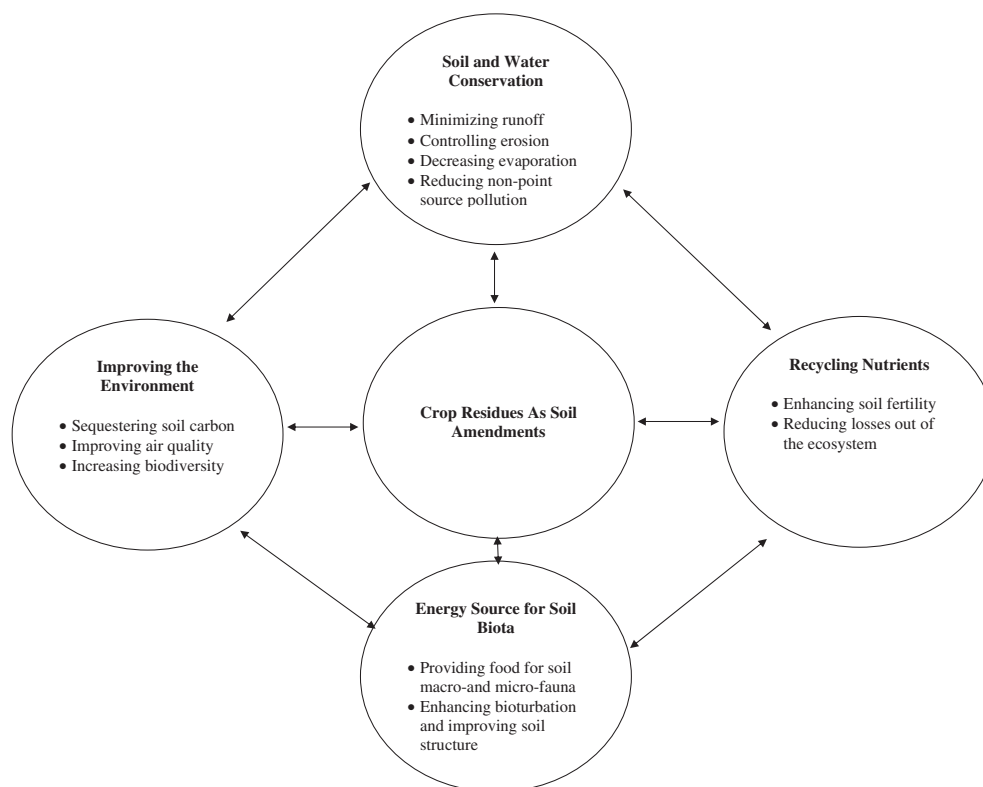 Soil and Water
Conservation
• Minimizing runoff
• Controlling erosion
• Decreasing evaporation
• Reducing non-point
source pollution
Improving the
Environment
• Sequestering soil carbon
• Improving air quality
• Increasing biodiversity
Crop Residues As Soil
Amendments
Recycling Nutrients
• Enhancing soil fertility
• Reducing losses out of
the ecosystem
Energy Source for Soil
Biota
• Providing food for soil
macro-and micro-fauna
• Enhancing bioturbation
and improving soil
structure